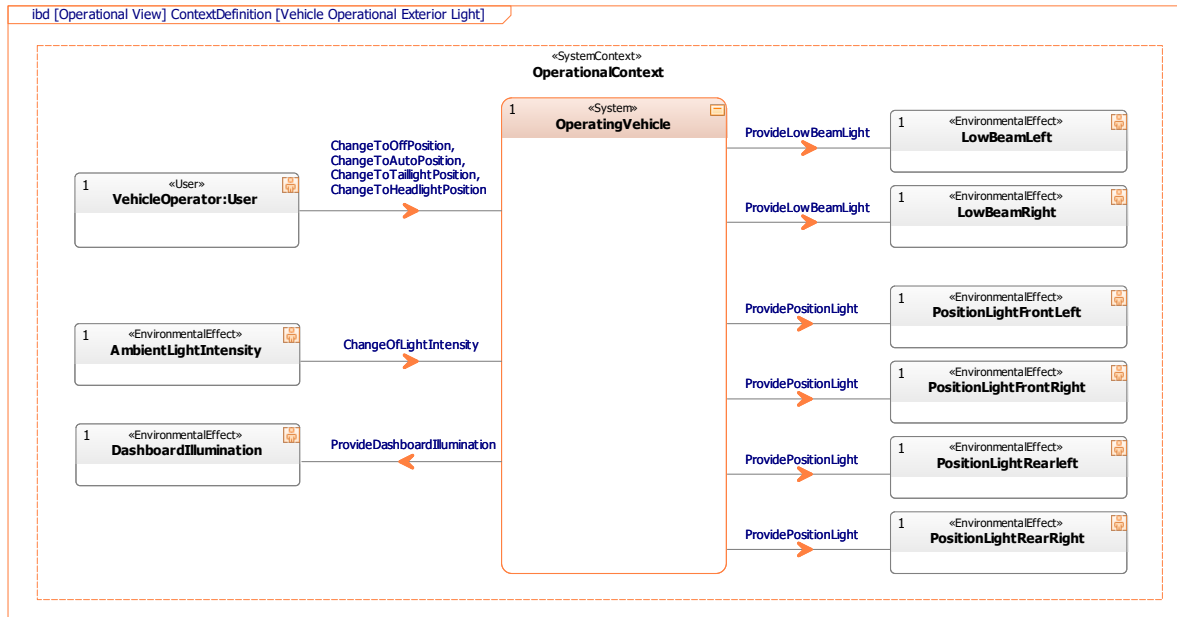 ibd [Operational View] ContextDefinition [Vehicle Operational Exterior Light]
«SystemContext»
OperationalContext
1
«System»
OperatingVehicle
ChangeToOffPosition,
ChangeToAutoPosition,
ChangeToTaillightPosition,
ChangeToHeadlightPosition
1
«User»
VehicleOperator:User
1
«EnvironmentalEffect»
AmbientLightIntensity
ChangeOfLightIntensity
1
«EnvironmentalEffect»
DashboardIllumination
ProvideDashboardIllumination
ProvideLowBeamLight
1
«EnvironmentalEffect»
LowBeamLeft
ProvideLowBeamLight
1
«EnvironmentalEffect»
LowBeamRight
ProvidePositionLight
1
«EnvironmentalEffect»
PositionLightFrontLeft
ProvidePositionLight
1
«EnvironmentalEffect»
PositionLightFrontRight
ProvidePositionLight
1
«EnvironmentalEffect»
PositionLightRearleft
ProvidePositionLight
1
«EnvironmentalEffect»
PositionLightRearRight